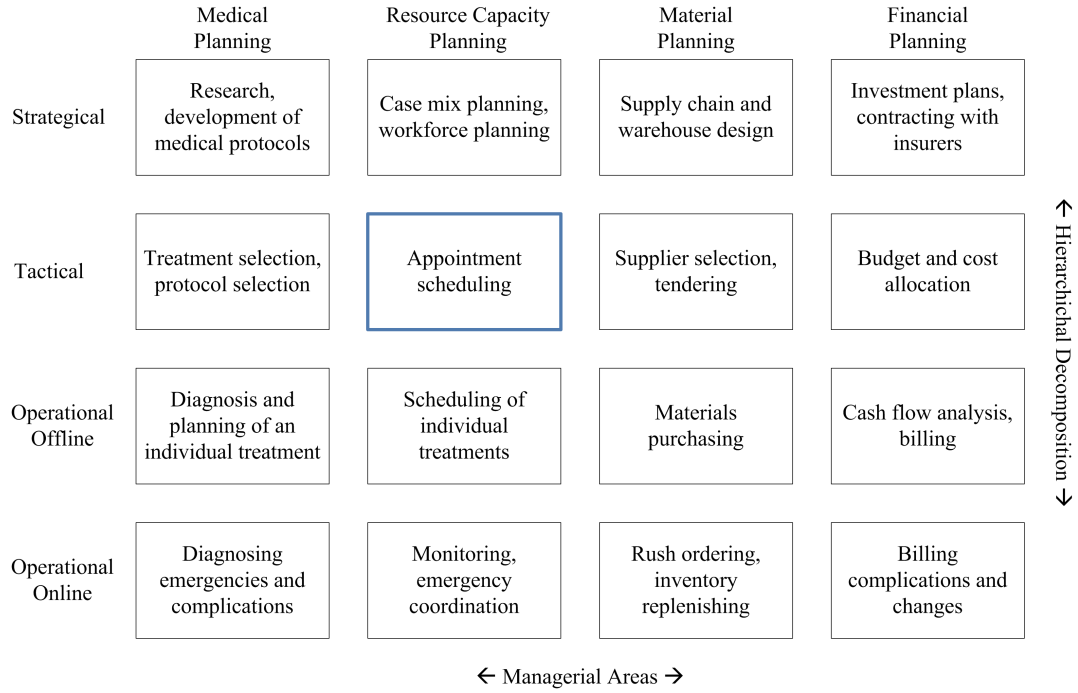 Medical
Planning
Resource Capacity
Planning
Material
Planning
Financial
Planning
Strategical
Research,
development of
medical protocols
Case mix planning,
workforce planning
Supply chain and
warehouse design
Investment plans,
contracting with
insurers
Tactical
Treatment selection,
protocol selection
Appointment
scheduling
Supplier selection,
tendering
Budget and cost
allocation
Operational
Offline
Diagnosis and
planning of an
individual treatment
Scheduling of
individual
treatments
Materials
purchasing
Cash flow analysis,
billing
Operational
Online
Diagnosing
emergencies and
complications
Monitoring,
emergency
coordination
Rush ordering,
inventory
replenishing
Billing
complications and
changes
← Hierarchichal Decomposition →
← Managerial Areas →